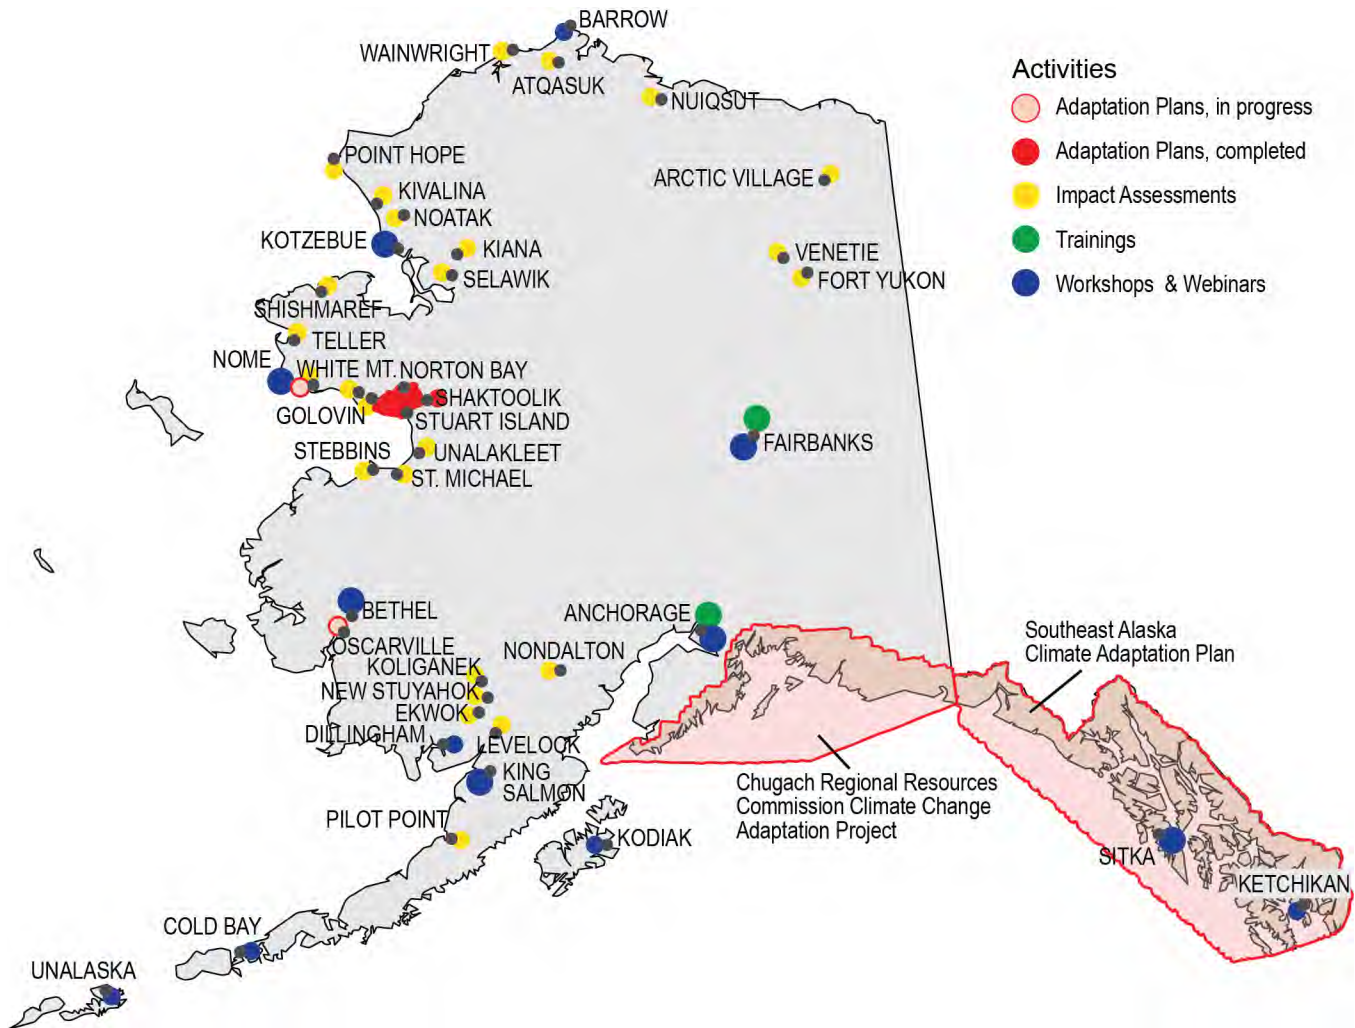 BARROW
WAINWRIGHT
ATQASUK
NUIQSUT
Activities
Adaptation Plans, in progress
Adaptation Plans, completed
Impact Assessments
Trainings
Workshops & Webinars
POINT HOPE
KIVALINA
NOATAK
KOTZEBUE
KIANA
SELAWIK
ARCTIC VILLAGE
VENETIE
FORT YUKON
SHISHMAREF
TELLER
NOME
WHITE MT.
NORTON BAY
SHAKTOOLIK
GOLOVIN
STUART ISLAND
STEBBINS
UNALAKLEET
ST. MICHAEL
FAIRBANKS
BETHEL
OSCARVILLE
KOLIGANEK
NEW STUYAHOK
EKWOK
DILLINGHAM
LEVELOOK
KING
SALMON
NONDALTON
ANCHORAGE
PILOT POINT
KODIAK
COLD BAY
UNALASKA
Southeast Alaska
Climate Adaptation Plan
Chugach Regional Resources
Commission Climate Change
Adaptation Project
SITKA
KETCHIKAN